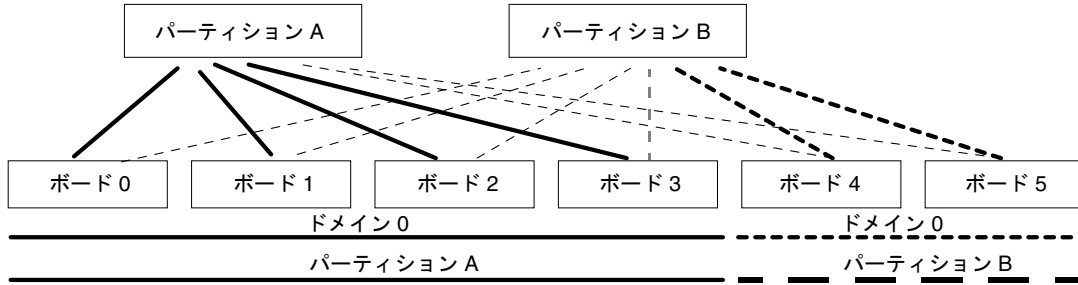 パーティション A
パーティション B
ボード 0
ボード 1
ボード 2
ボード 3
ボード 4
ボード 5
ドメイン 0
ドメイン 0
パーティション A
パーティション B